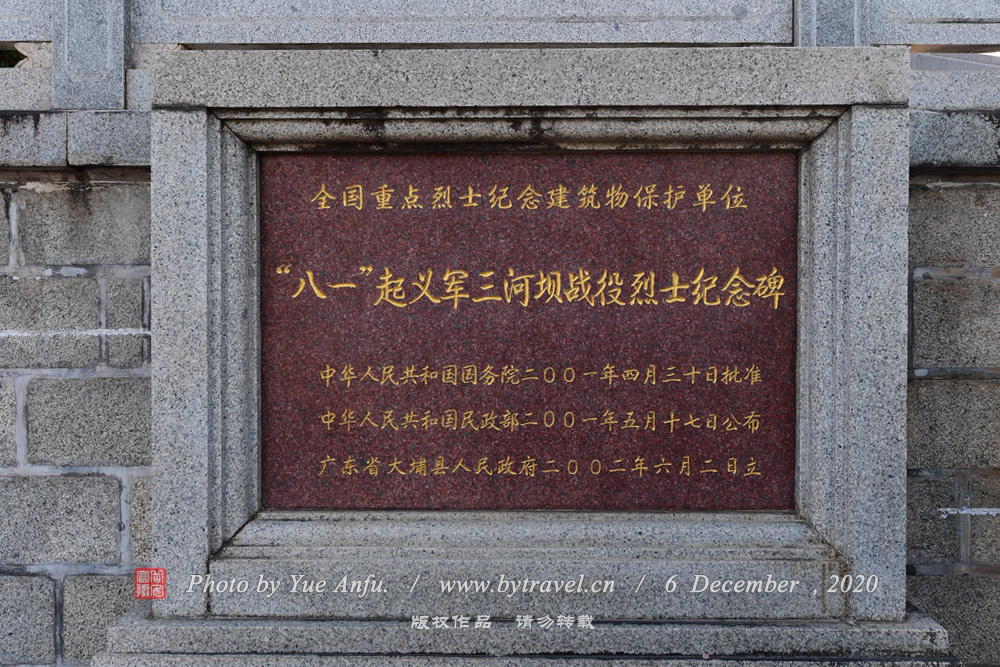 全国重点烈士纪念建筑物保护单位
“八一”起义军三河坝战役烈士纪念碑
中华人民共和国国务院二〇〇一年四月三十日批准
中华人民共和国民政部二〇〇一年五月十七日公布
广东省大埔县人民政府二〇〇二年六月二日立
Photo by Yue Anfu. / www.bytravel.cn / 6 December , 2020
版权作品 请勿转载